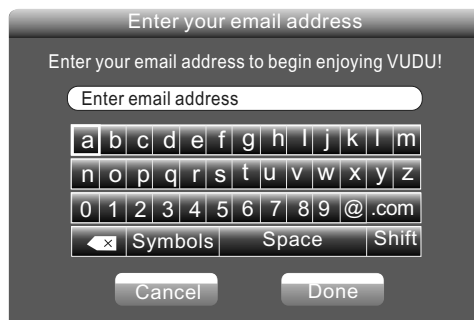 Enter your email address
Enter your email address to begin enjoying VUDU!
Enter email address
a b c d e f g h I j k l m
n o p q r s t u v w x y z
0 1 2 3 4 5 6 7 8 9 @ .com
Symbols Space Shift
Cancel Done